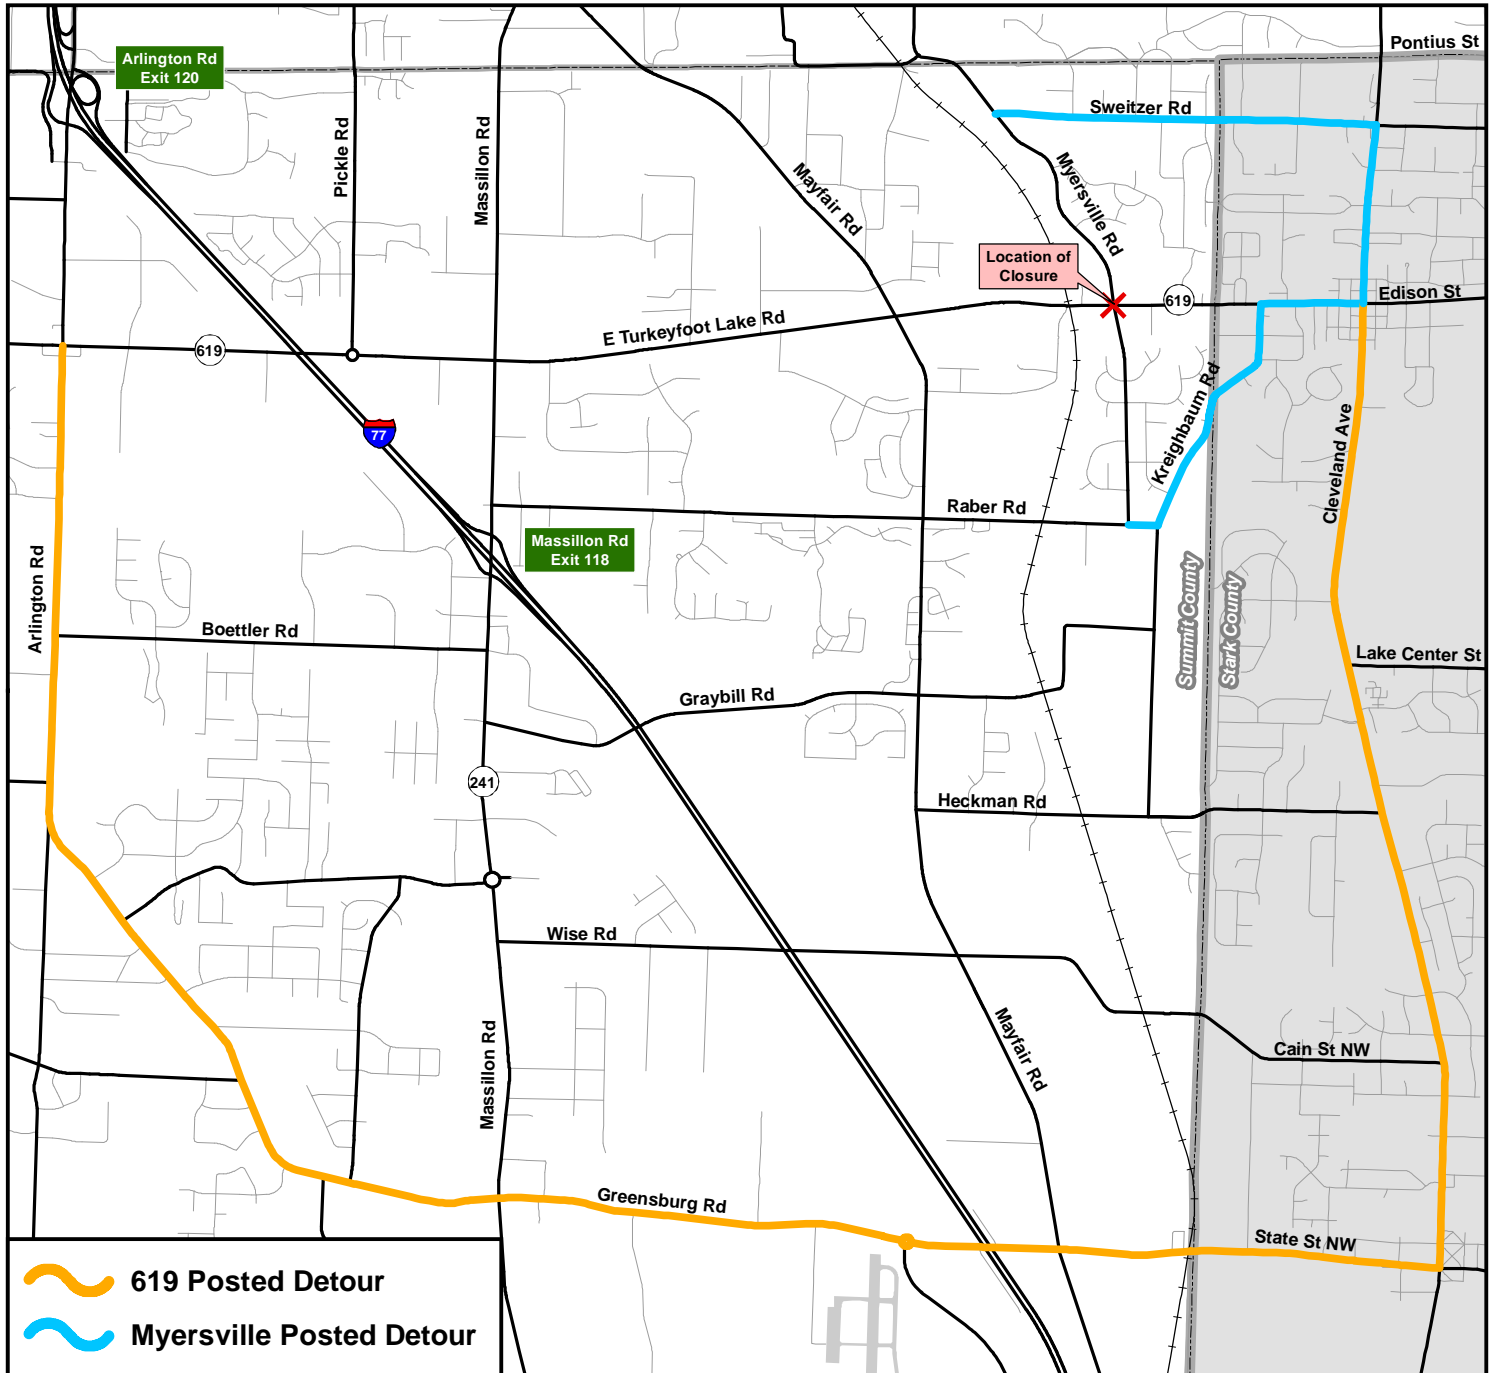 Pontius St
Arlington Rd
Exit 120
Sweitzer Rd
Pickle Rd
Massillon Rd
Mayfair Rd
Myersville Rd
Location of
Closure
619
Edison St
E Turkeyfoot Lake Rd
619
Kreighbaum Rd
77
Cleveland Ave
Raber Rd
Massillon Rd
Exit 118
Arlington Rd
Boettler Rd
Summit County
Stark County
Lake Center St
Graybill Rd
241
Heckman Rd
Wise Rd
Massillon Rd
Mayfair Rd
Cain St NW
Greensburg Rd
State St NW
619 Posted Detour
Myersville Posted Detour